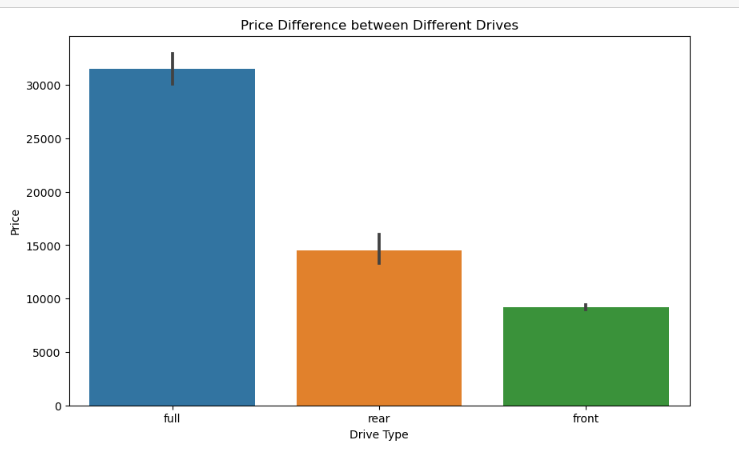 Price Difference between Different Drives
30000
25000
20000
15000
10000
5000
0
Price
full rear front
Drive Type